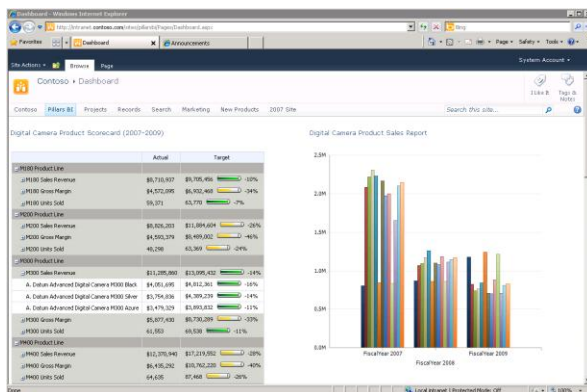 Dashboard - Windows Internet Explorer
http://intranet.contoso.com/sites/pillarsbi/Pages/Dashboard.aspx
Bing
Favorites
Dashboard
Announcements
Page
Safety
Tools
Site Actions
Browse
Page
System Account
Contoso
Dashboard
I Like It
Tags & Notes
Contoso
Pillars BI
Projects
Records
Search
Marketing
New Products
2007 Site
Search this site...
Digital Camera Product Scorecard (2007-2009)
Digital Camera Product Sales Report
Actual Target
M180 Product Line
M180 Sales Revenue $8,710,937 $9,705,456 -10%
M180 Gross Margin $4,572,095 $6,932,468 -34%
M180 Units Sold 59,371 63,770 -7%
M200 Product Line
M200 Sales Revenue $8,826,203 $11,884,604 -26%
M200 Gross Margin $4,593,379 $8,489,002 -46%
M200 Units Sold 48,298 63,369 -24%
M300 Product Line
M300 Sales Revenue $11,285,860 $13,095,432 -14%
A. Datum Advanced Digital Camera M300 Black $4,051,695 $4,812,361 -16%
A. Datum Advanced Digital Camera M300 Silver $3,754,836 $4,389,239 -14%
A. Datum Advanced Digital Camera M300 Azure $3,479,329 $3,893,832 -11%
M300 Gross Margin $5,877,430 $8,730,289 -33%
M300 Units Sold 61,553 69,538 -11%
M400 Product Line
M400 Sales Revenue $12,370,940 $17,219,552 -28%
M400 Gross Margin $6,435,292 $10,762,220 -40%
M400 Units Sold 64,635 87,468 -26%
2.5M
2.0M
1.5M
1.0M
0.5M
0.0M
Fiscal Year 2007
Fiscal Year 2008
Fiscal Year 2009
Done
Local intranet | Protected Mode: Off
100%